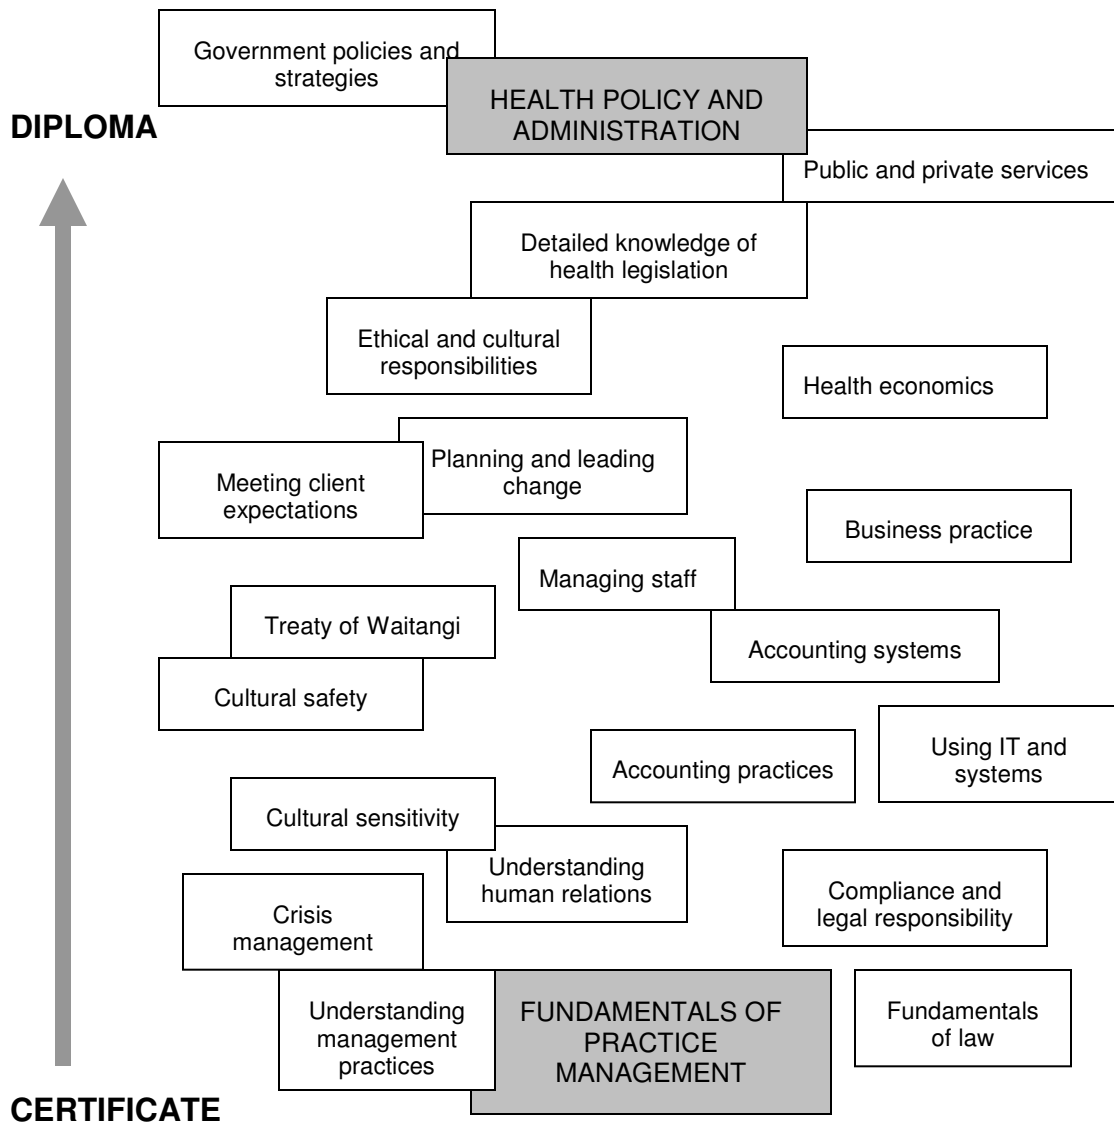 Government policies and
strategies
HEALTH POLICY AND
ADMINISTRATION
DIPLOMA
Public and private services
Detailed knowledge of
health legislation
Ethical and cultural
responsibilities
Health economics
Planning and leading
change
Meeting client
expectations
Business practice
Managing staff
Treaty of Waitangi
Accounting systems
Cultural safety
Using IT and
systems
Accounting practices
Cultural sensitivity
Understanding
human relations
Compliance and
legal responsibility
Crisis
management
Understanding
management
practices
FUNDAMENTALS OF
PRACTICE
MANAGEMENT
Fundamentals
of law
CERTIFICATE